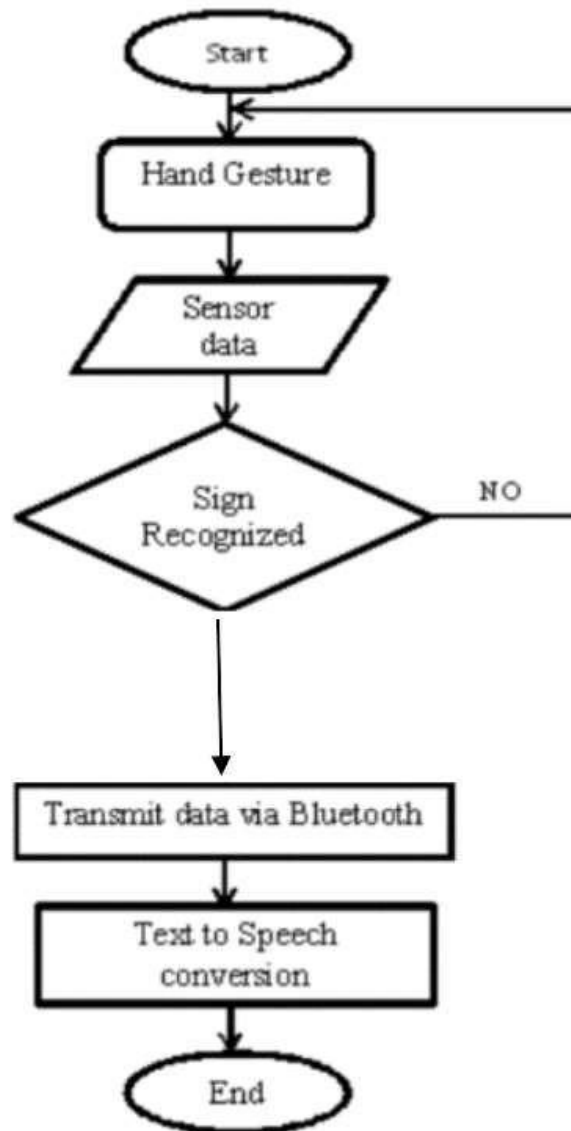 Start
Hand Gesture
Sensor
data
Sign
Recognized
NO
Transmit data via Bluetooth
Text to Speech
conversion
End